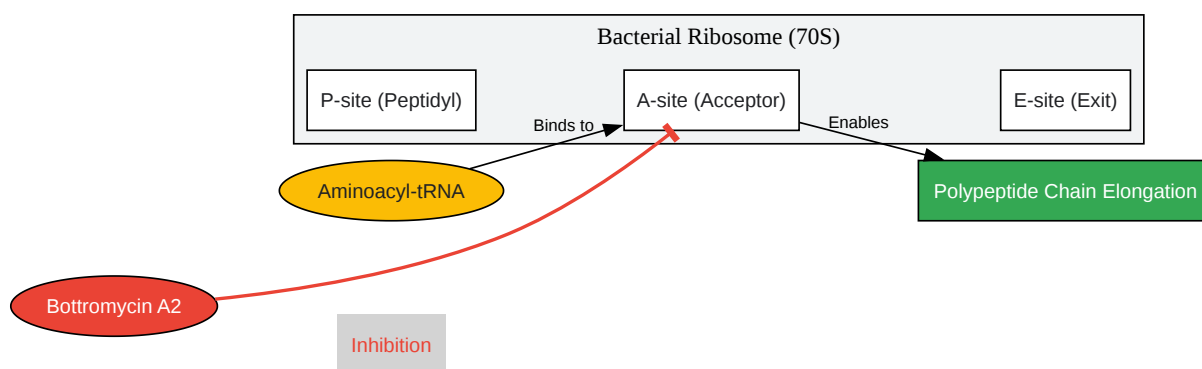 Bacterial Ribosome (70S)
P-site (Peptidyl)
A-site (Acceptor)
E-site (Exit)
Binds to
Enables
Aminoacyl-tRNA
Polypeptide Chain Elongation
Bottromycin A2
Inhibition